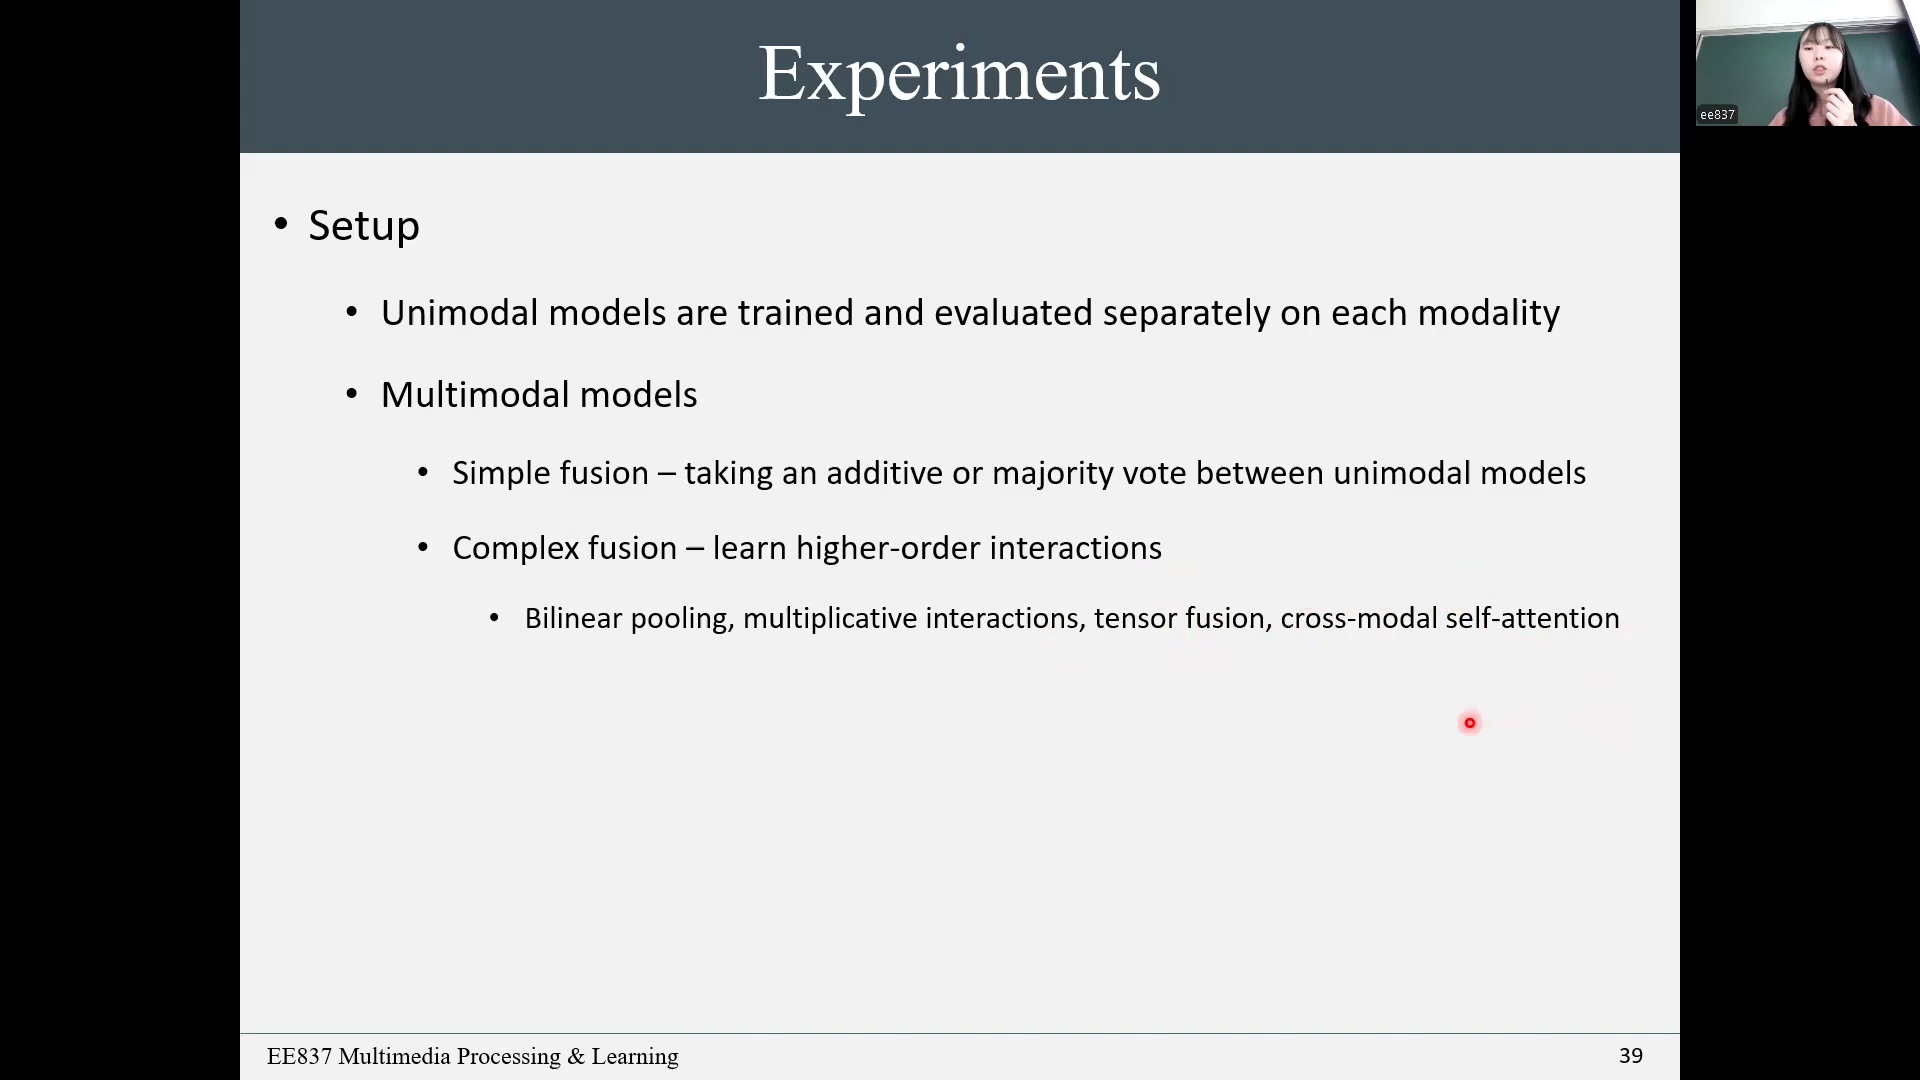 Experiments
ee837
• Setup
• Unimodal models are trained and evaluated separately on each modality
• Multimodal models
• Simple fusion – taking an additive or majority vote between unimodal models
• Complex fusion – learn higher-order interactions
• Bilinear pooling, multiplicative interactions, tensor fusion, cross-modal self-attention
EE837 Multimedia Processing & Learning
39